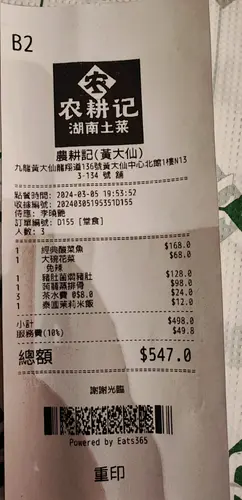 B2
农
农耕记
湖南土菜
農耕記(黃大仙)
九龍黃大仙龍翔道136號黃大仙中心北館1樓N13
3-134 號 舖
點餐時間: 2024-03-05 19:53:52
收據編號: 20240305195351D155
侍應: 李曉艷
訂單編號: D155 [堂食]
人數: 3
1 經典酸菜魚 $168.0
1 大碗花菜 $68.0
免辣
1 豬肚菌燜豬肚 $128.0
1 蒸排骨 $98.0
3 茶水費 @$8.0 $24.0
1 泰國茉莉米飯 $12.0
小計 $498.0
服務費(10%) $49.8
總額 $547.0
謝謝光臨
Powered by Eats365
重印